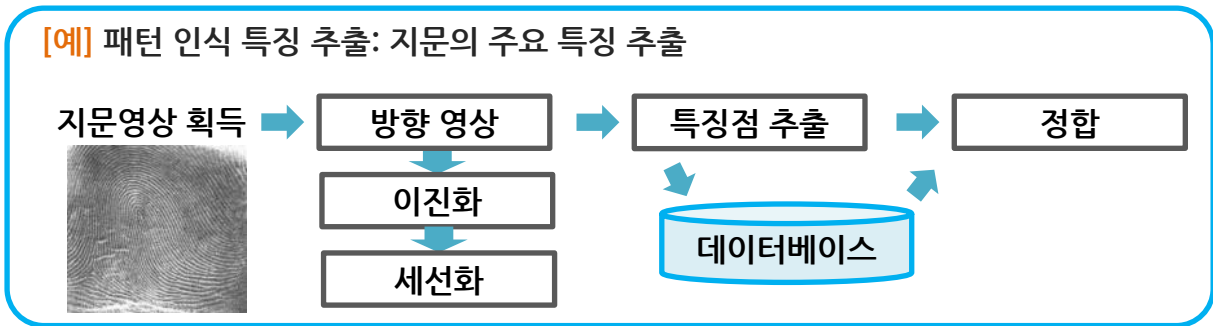 [예] 패턴 인식 특징 추출: 지문의 주요 특징 추출
지문영상 획득
방향 영상
특징점 추출
정합
이진화
데이터베이스
세선화